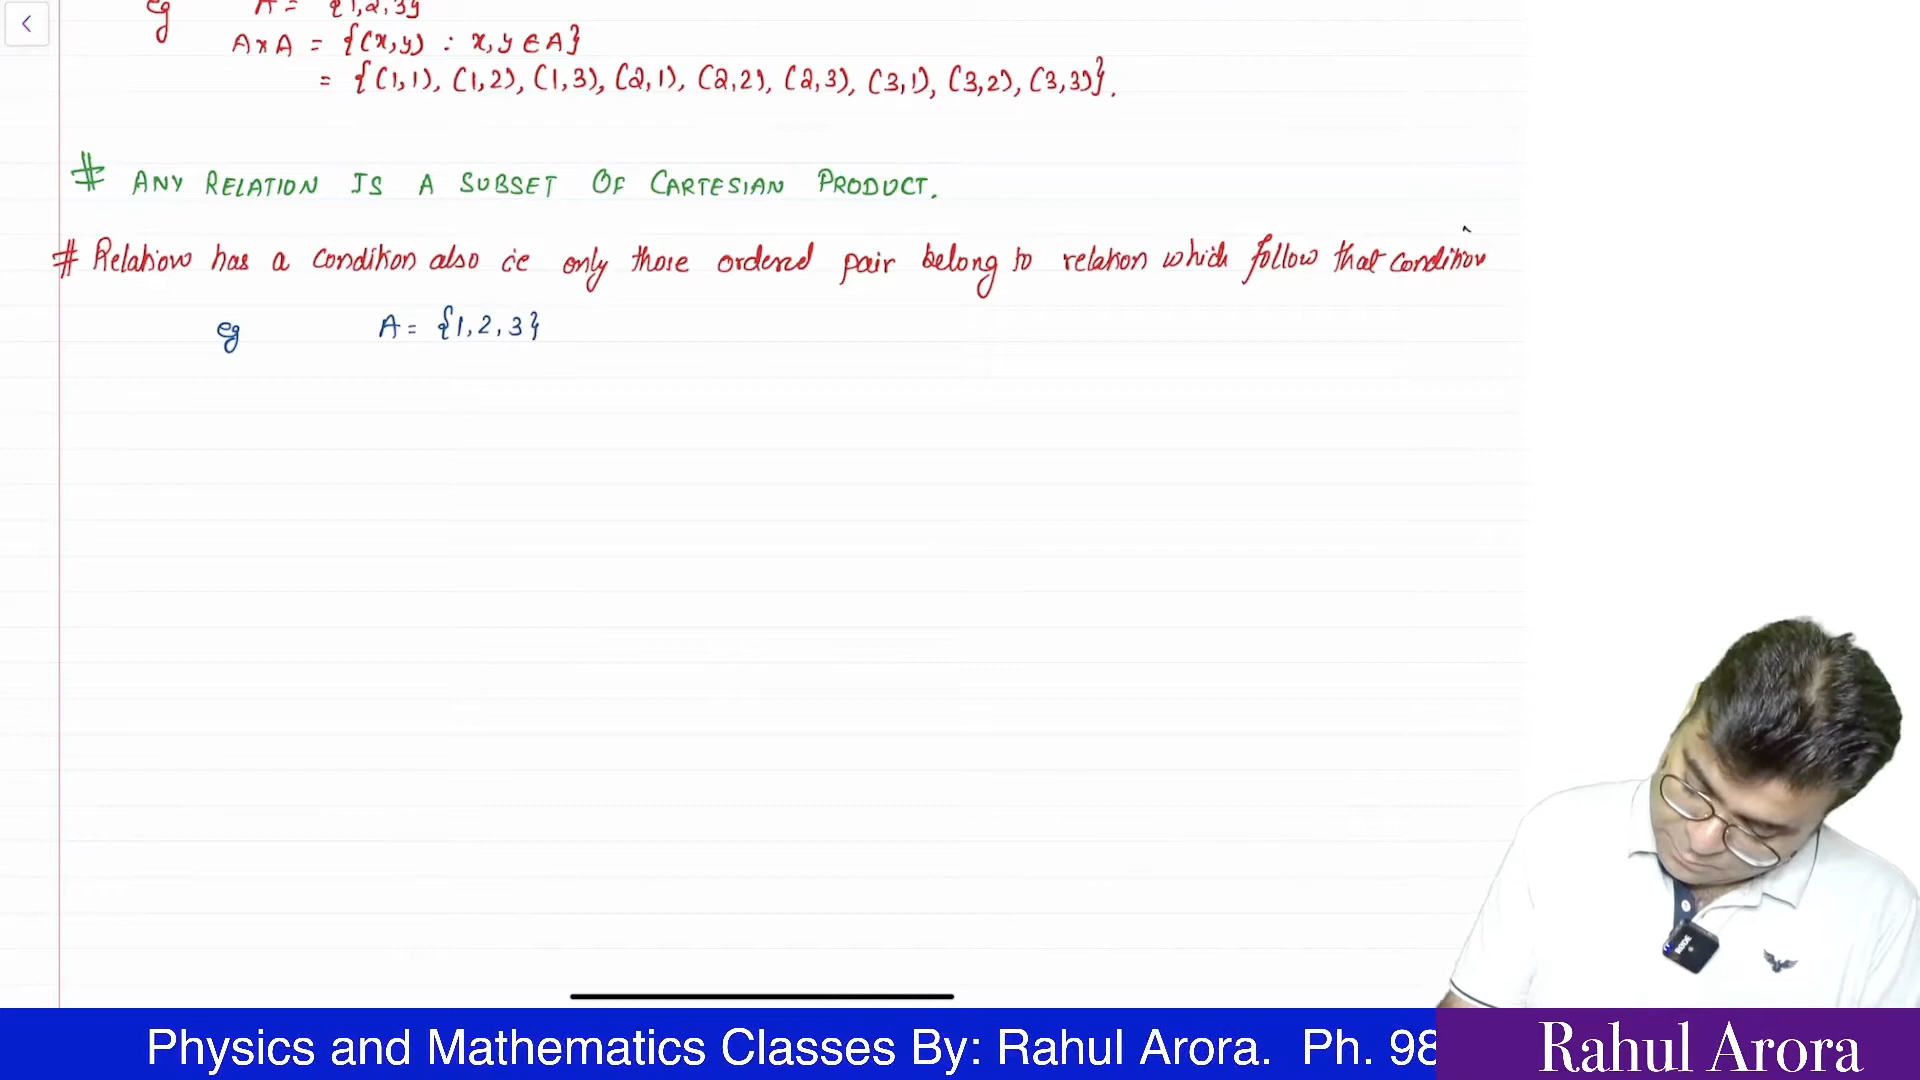 eg A = {1,2,3}
A×A = {(x,y) : x,y ∈ A}
= {(1,1), (1,2), (1,3), (2,1), (2,2), (2,3), (3,1), (3,2), (3,3)}.
# ANY RELATION IS A SUBSET OF CARTESIAN PRODUCT.
# Relation has a condition also ie only those ordered pair belong to relation which follow that condition
eg A = {1,2,3}
RODE
Physics and Mathematics Classes By: Rahul Arora. Ph. 98
Rahul Arora